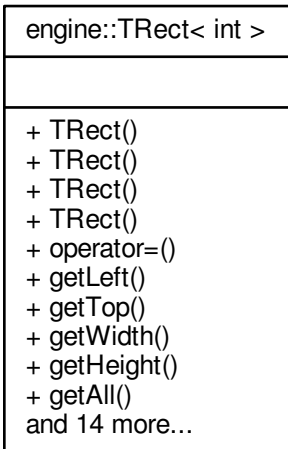 engine::TRect< int >
+ TRect()
+ TRect()
+ TRect()
+ TRect()
+ operator=()
+ getLeft()
+ getTop()
+ getWidth()
+ getHeight()
+ getAll()
and 14 more...